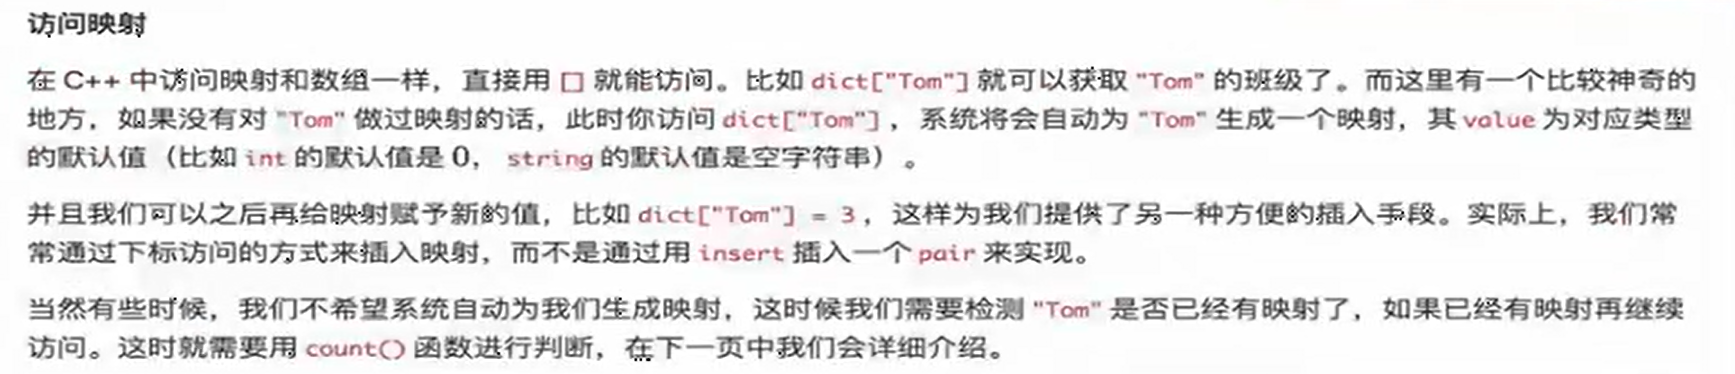 访问映射
在 C++ 中访问映射和数组一样，直接用 [] 就能访问。比如 dict["Tom"] 就可以获取 "Tom" 的班级了。而这里有一个比较神奇的
地方，如果没有对 "Tom" 做过映射的话，此时你访问 dict["Tom"] ，系统将会自动为 "Tom" 生成一个映射，其 value 为对应类型
的默认值（比如 int 的默认值是 0， string 的默认值是空字符串）。
并且我们可以之后再给映射赋予新的值，比如 dict["Tom"] = 3 ，这样为我们提供了另一种方便的插入手段。实际上，我们常
常通过下标访问的方式来插入映射，而不是通过用 insert 插入一个 pair 来实现。
当然有些时候，我们不希望系统自动为我们生成映射，这时候我们需要检测 "Tom" 是否已经有映射了，如果已经有映射再继续
访问。这时就需要用 count() 函数进行判断，在下一页中我们会详细介绍。